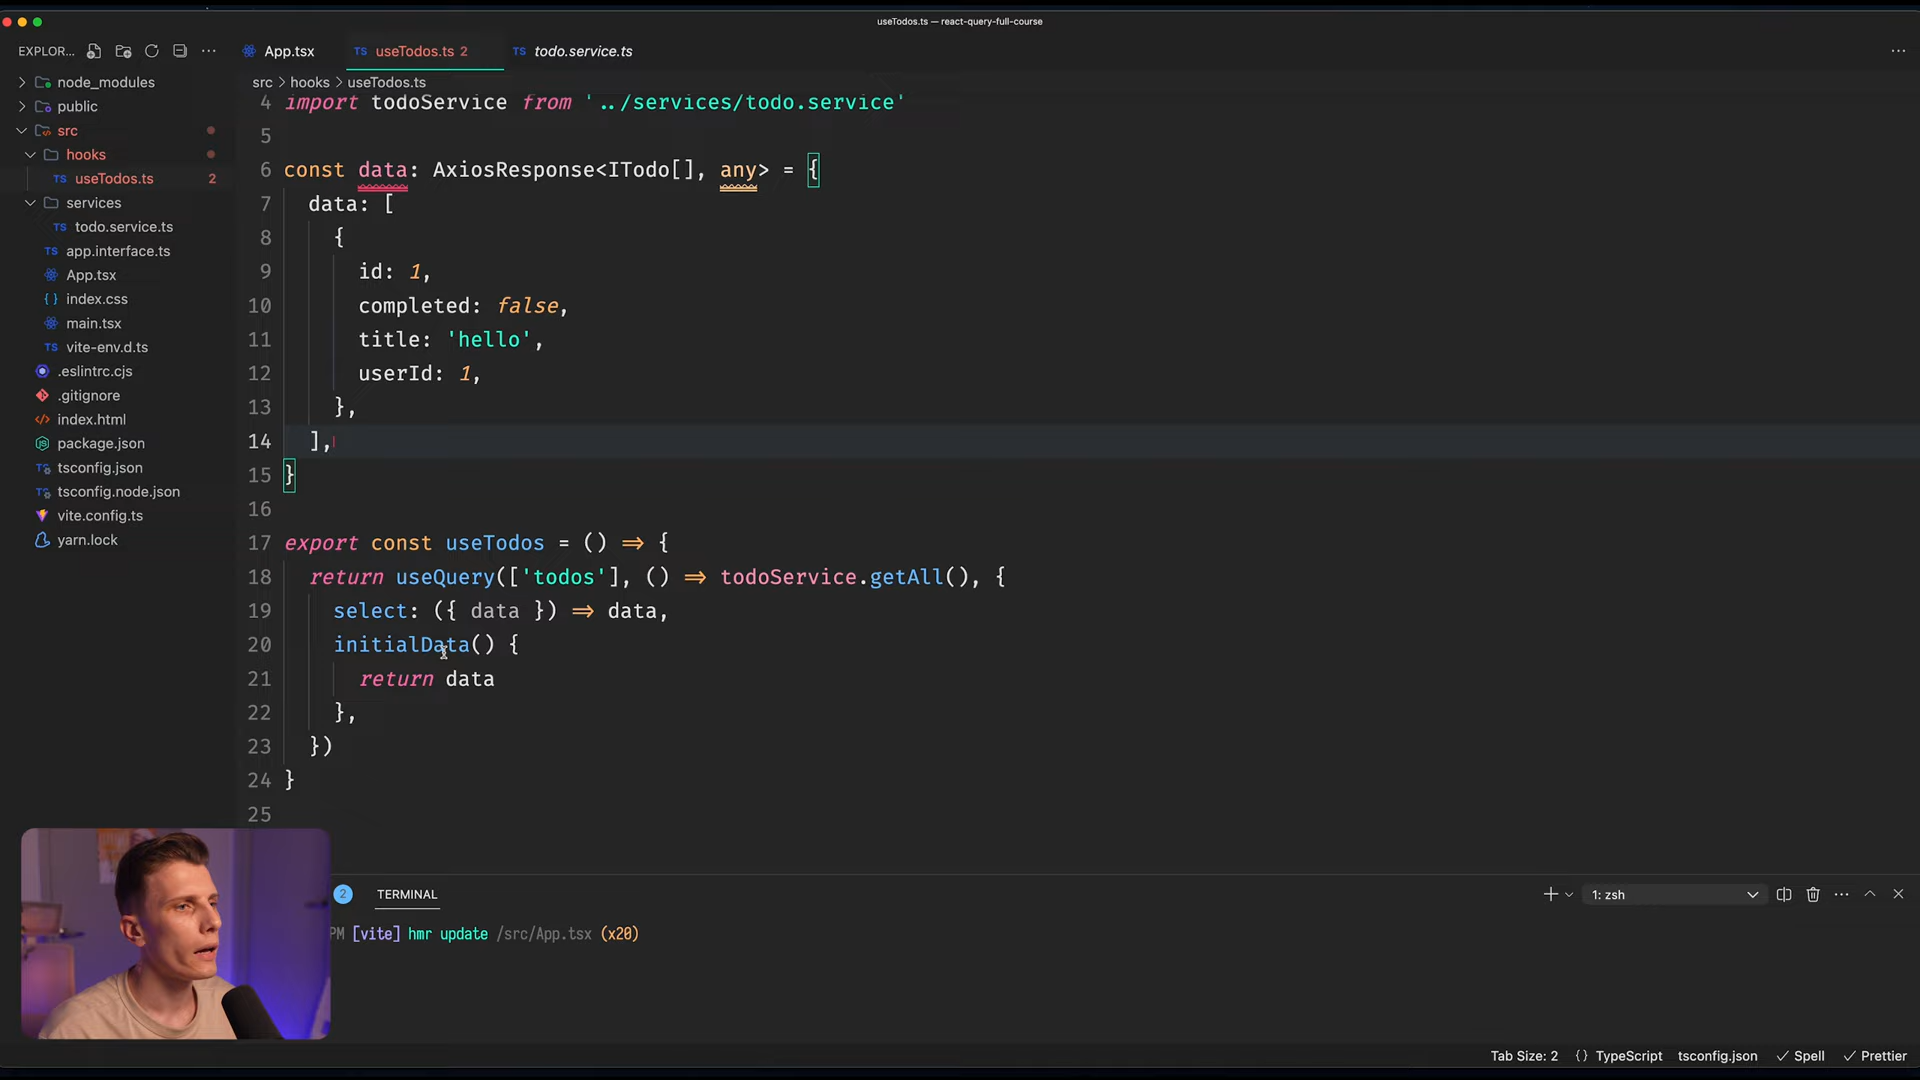 useTodos.ts — react-query-full-course
EXPLOR... ···
App.tsx
TS useTodos.ts 2
TS todo.service.ts
···
src > hooks > useTodos.ts
node_modules
public
src
hooks
TS useTodos.ts 2
services
TS todo.service.ts
TS app.interface.ts
App.tsx
{} index.css
main.tsx
TS vite-env.d.ts
.eslintrc.cjs
.gitignore
</> index.html
package.json
tsconfig.json
tsconfig.node.json
vite.config.ts
yarn.lock
4 import todoService from '../services/todo.service'
5
6 const data: AxiosResponse<ITodo[], any> = {
7 data: [
8 {
9 id: 1,
10 completed: false,
11 title: 'hello',
12 userId: 1,
13 },
14 ],
15 }
16
17 export const useTodos = () ⇒ {
18 return useQuery(['todos'], () ⇒ todoService.getAll(), {
19 select: ({ data }) ⇒ data,
20 initialData() {
21 return data
22 },
23 })
24 }
25
2 TERMINAL
1: zsh
PM [vite] hmr update /src/App.tsx (x20)
Tab Size: 2 {} TypeScript tsconfig.json ✓ Spell ✓ Prettier